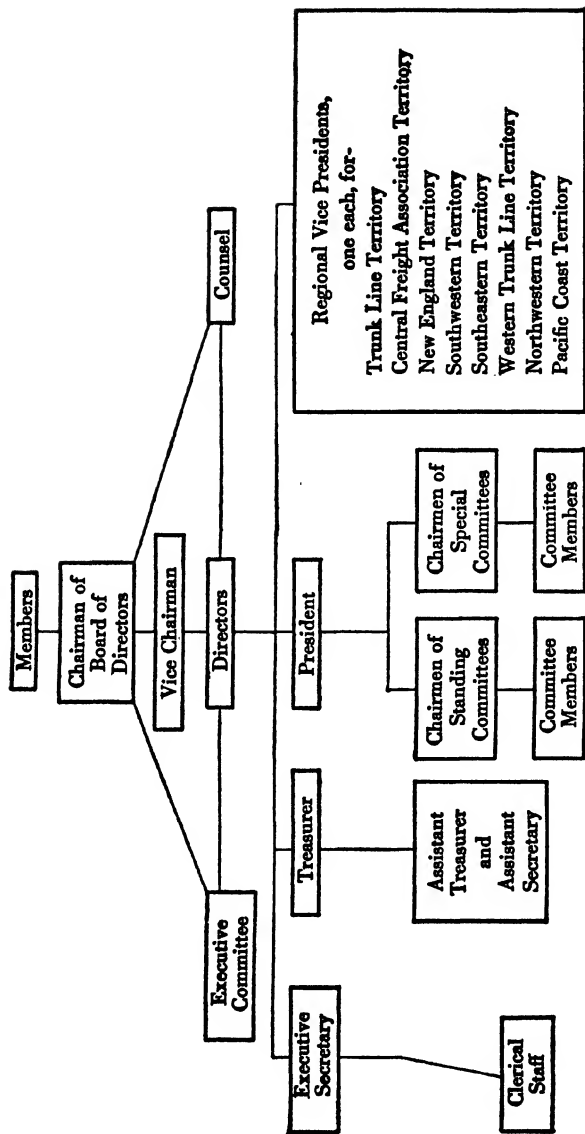 Members
Chairman of
Board of
Directors
Vice Chairman
Executive
Committee
Directors
Counsel
Executive
Secretary
Treasurer
President
Regional Vice Presidents,
one each, for-
Trunk Line Territory
Central Freight Association Territory
New England Territory
Southwestern Territory
Southeastern Territory
Western Trunk Line Territory
Northwestern Territory
Pacific Coast Territory
Clerical
Staff
Assistant
Treasurer
and
Assistant
Secretary
Chairmen of
Standing
Committees
Chairmen of
Special
Committees
Committee
Members
Committee
Members